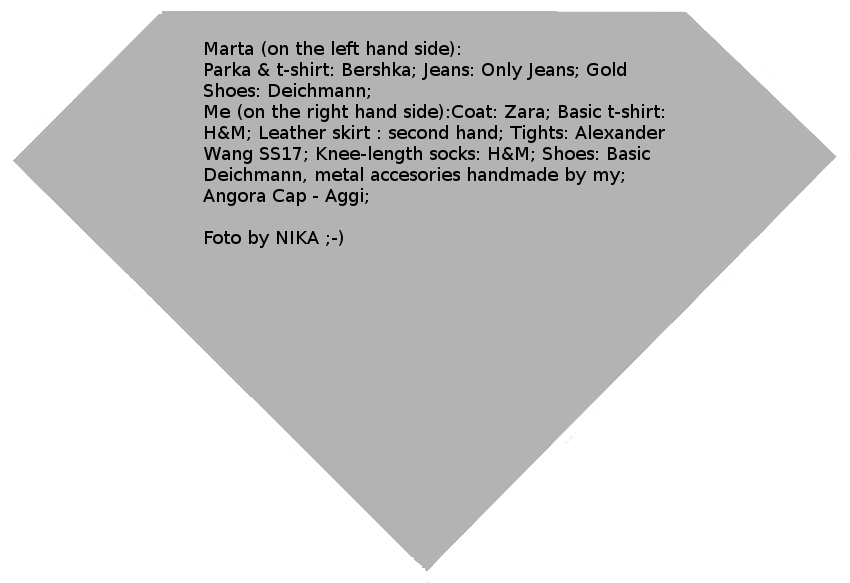 Marta (on the left hand side):
Parka & t-shirt: Bershka; Jeans: Only Jeans; Gold
Shoes: Deichmann;
Me (on the right hand side):Coat: Zara; Basic t-shirt:
H&M; Leather skirt : second hand; Tights: Alexander
Wang SS17; Knee-length socks: H&M; Shoes: Basic
Deichmann, metal accesories handmade by my;
Angora Cap - Aggi;
Foto by NIKA ;-)